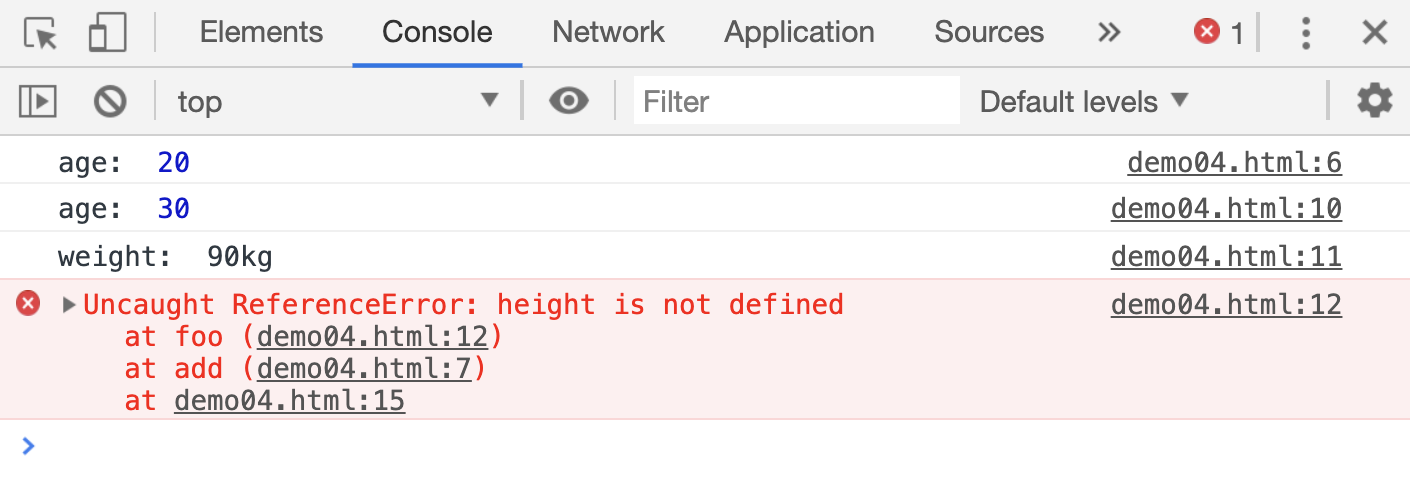 Elements Console Network Application Sources » 1
top Filter Default levels
age: 20 demo04.html:6
age: 30 demo04.html:10
weight: 90kg demo04.html:11
Uncaught ReferenceError: height is not defined demo04.html:12
at foo (demo04.html:12)
at add (demo04.html:7)
at demo04.html:15